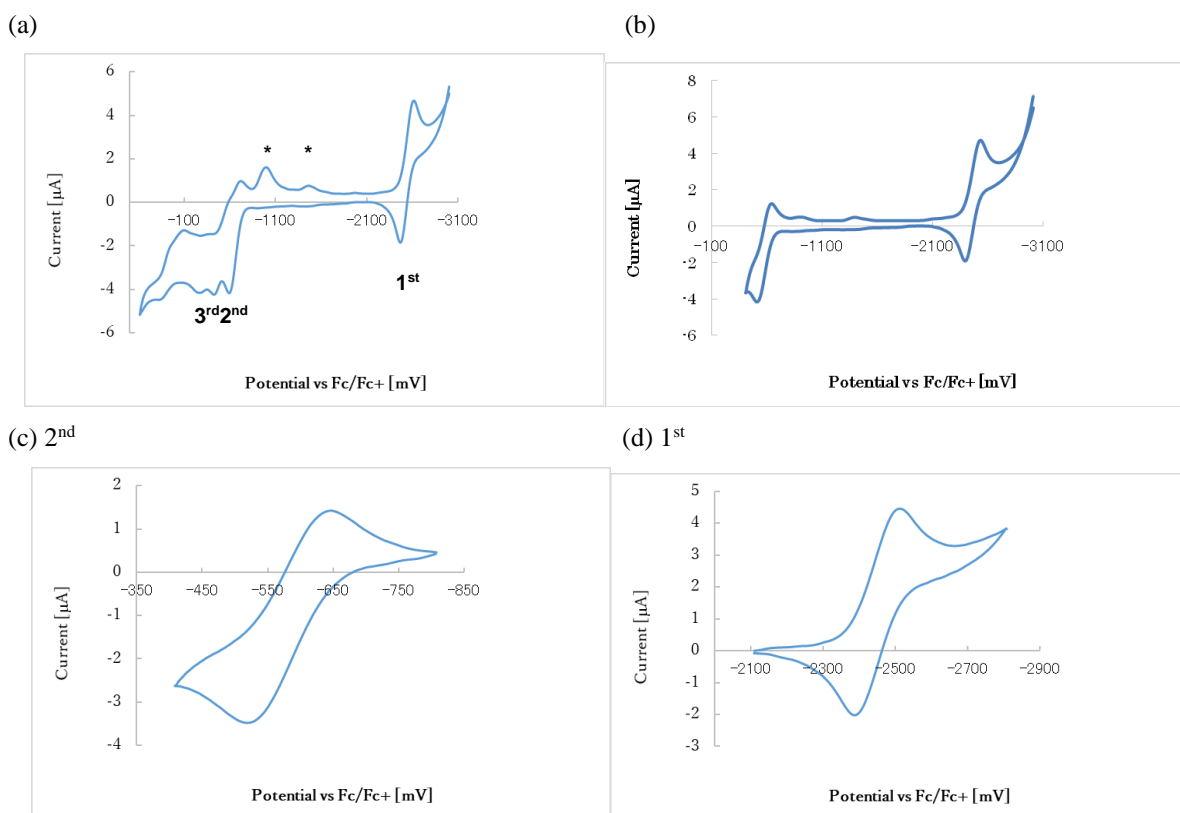 (a)
6
4
2
0
-2
-4
-6
* *
−100 −1100 −2100 −3100
3rd 2nd 1st
Current [µA]
Potential vs Fc/Fc+ [mV]
(b)
8
6
4
2
0
-2
-4
-6
−100 −1100 −2100 −3100
Current [µA]
Potential vs Fc/Fc+ [mV]
(c) 2nd
2
1
0
-1
-2
-3
-4
−350 −450 −550 −650 −750 −850
Current [µA]
Potential vs Fc/Fc+ [mV]
(d) 1st
5
4
3
2
1
0
-1
-2
-3
−2100 −2300 −2500 −2700 −2900
Current [µA]
Potential vs Fc/Fc+ [mV]